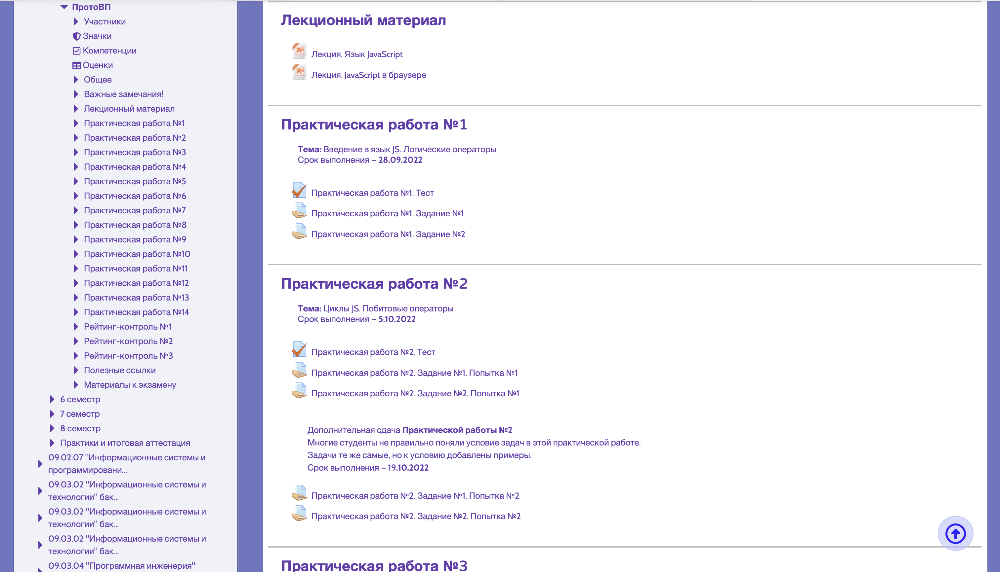 ПротоВП
Участники
Значки
Компетенции
Оценки
Общее
Важные замечания!
Лекционный материал
Практическая работа №1
Практическая работа №2
Практическая работа №3
Практическая работа №4
Практическая работа №5
Практическая работа №6
Практическая работа №7
Практическая работа №8
Практическая работа №9
Практическая работа №10
Практическая работа №11
Практическая работа №12
Практическая работа №13
Практическая работа №14
Рейтинг-контроль №1
Рейтинг-контроль №2
Рейтинг-контроль №3
Полезные ссылки
Материалы к экзамену
6 семестр
7 семестр
8 семестр
Практики и итоговая аттестация
09.02.07 "Информационные системы и
программировани...
09.03.02 "Информационные системы и
технологии" бак...
09.03.02 "Информационные системы и
технологии" бак...
09.03.02 "Информационные системы и
технологии" бак...
09.03.04 "Программная инженерия"
Лекционный материал
Лекция. Язык JavaScript
Лекция. JavaScript в браузере
Практическая работа №1
Тема: Введение в язык JS. Логические операторы
Срок выполнения – 28.09.2022
Практическая работа №1. Тест
Практическая работа №1. Задание №1
Практическая работа №1. Задание №2
Практическая работа №2
Тема: Циклы JS. Побитовые операторы
Срок выполнения – 5.10.2022
Практическая работа №2. Тест
Практическая работа №2. Задание №1. Попытка №1
Практическая работа №2. Задание №2. Попытка №1
Дополнительная сдача Практической работы №2
Многие студенты не правильно поняли условие задач в этой практической работе.
Задачи те же самые, но к условию добавлены примеры.
Срок выполнения – 19.10.2022
Практическая работа №2. Задание №1. Попытка №2
Практическая работа №2. Задание №2. Попытка №2
Практическая работа №3